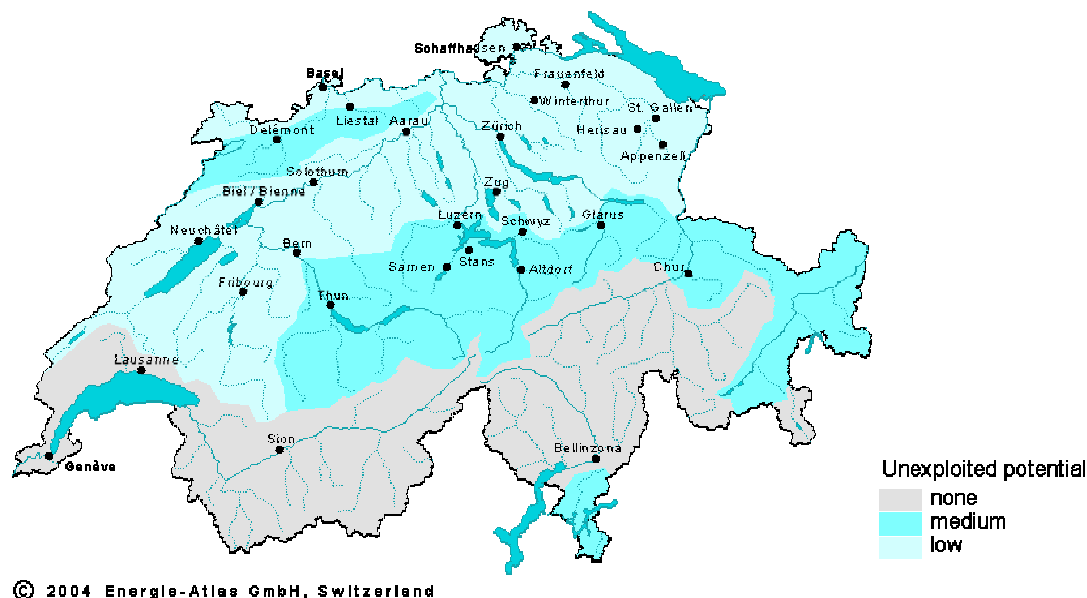 Schaffhausen
Basel
Frauenfeld
Winterthur
St. Gallen
Liestal
Aarau
Delémont
Zürich
Herisau
Appenzell
Solothurn
Zug
Biel / Bienne
Luzern
Schwyz
Glarus
Neuchâtel
Bern
Stans
Sarnen
Altdorf
Chur
Fribourg
Thun
Lausanne
Sion
Bellinzona
Genève
Unexploited potential
none
medium
low
© 2004 Energie-Atlas GmbH, Switzerland